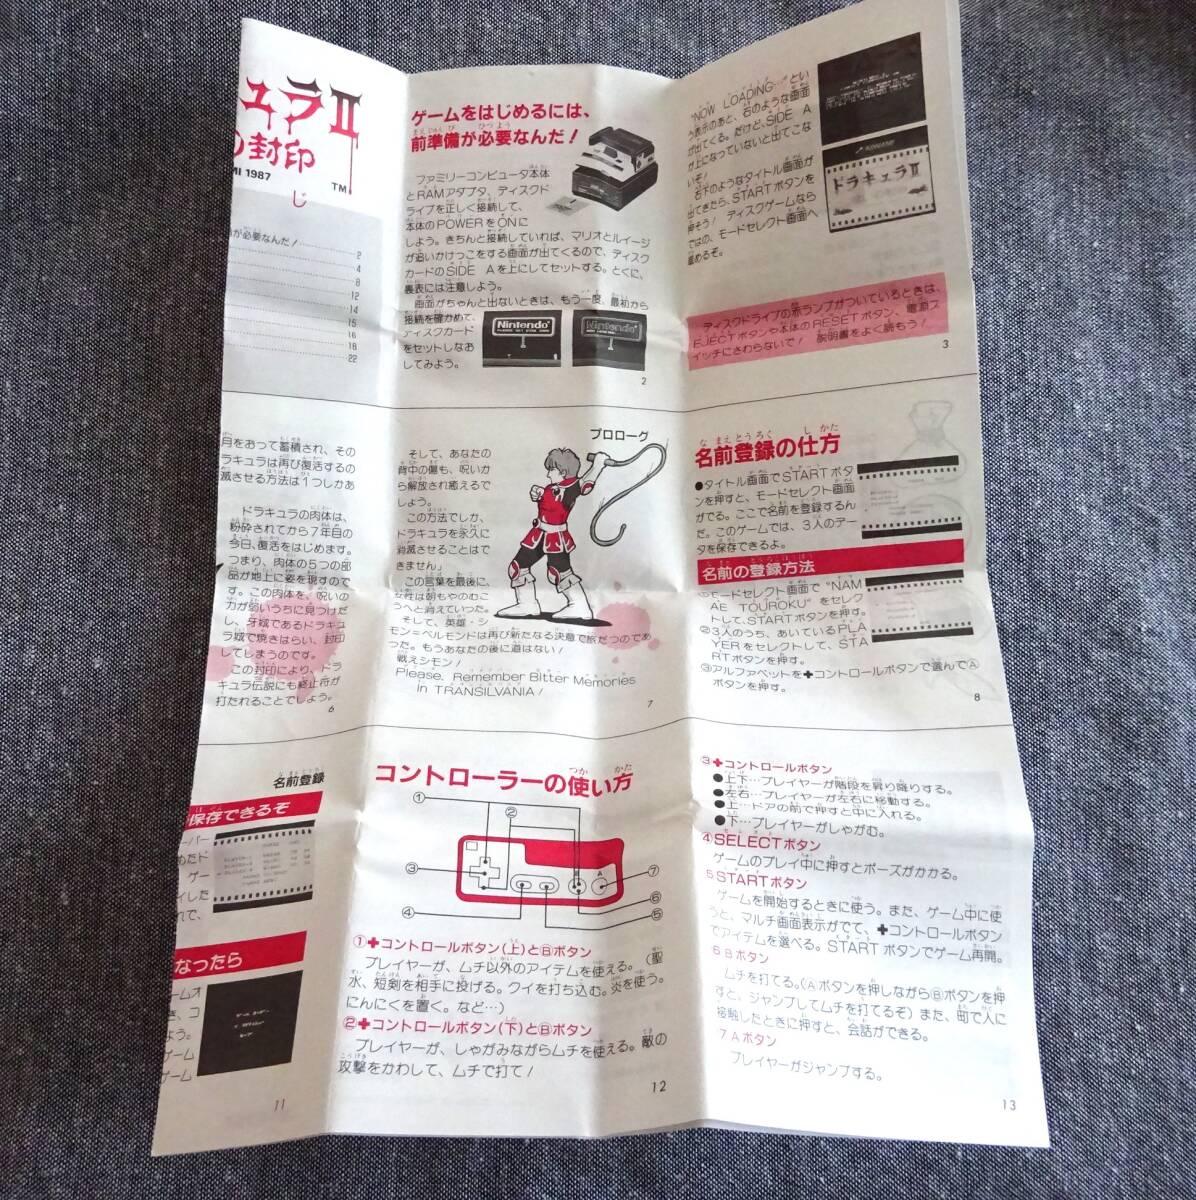 ュラⅡ
の封印
MI 1987
TM
じ
が必要なんだ!
2
4
8
12
14
15
16
18
22
ゲームをはじめるには、
前準備が必要なんだ!
ファミリーコンピュータ本体
とRAMアダプタ、ディスクド
ライブを正しく接続して、
本体のPOWERをONに
しよう。きちんと接続していれば、マリオとルイージ
が追いかけっこをする画面が出てくるので、ディスク
カードのSIDE Aを上にしてセットする。とくに、
裏表には注意しよう。
画面がちゃんと出ないときは、もう一度、最初から
接続を確かめて、
ディスクカード
をセットしなお
してみよう。
Nintendo
Nintendo
2
"NOW LOADING…"とい
う表示のあと、右のような画面
が出てくる。だけど、SIDE A
が上になっていないと出てこな
いぞ!
右下のようなタイトル画面が
出てきたら、STARTボタンを
押そう! ディスクゲームなら
ではの、モードセレクト画面へ
進めるぞ。
KONAMI
ドラキュラⅡ
ディスクドライブの赤ランプがついているときは、
EJECTボタンや本体のRESETボタン、電源ス
イッチにさわらないで! 説明書をよく読もう!
3
月をおって蓄積され、その
ラキュラは再び復活するの
滅させる方法は1つしかあ
ドラキュラの肉体は、
粉砕されてから7年目の
今日、復活をはじめます。
つまり、肉体の5つの部
品が地上に姿を現すので
す。この肉体を、呪いの
力が弱いうちに見つけだ
し、牙城であるドラキュ
ラ城で焼きはらい、封印
してしまうのです。
この封印により、ドラ
キュラ伝説にも終止符が
打たれることでしょう。
6
プロローグ
そして、あなたの
背中の傷も、呪いか
ら解放され癒えるで
しょう。
この方法でしか、
ドラキュラを永久に
消滅させることはで
きません」
この言葉を最後に、
女性は朝もやのむこ
うへと消えていった。
そして、英雄・シ
モン=ベルモンドは再び新たなる決意で旅だつのであ
った。もうあなたの後に道はない!
戦えシモン!
Please, Remember Bitter Memories
in TRANSILVANIA!
7
名前登録の仕方
●タイトル画面でSTARTボタ
ンを押すと、モードセレクト画面
がでる。ここで名前を登録するん
だ。このゲームでは、3人のデー
タを保存できるよ。
名前の登録方法
①モードセレクト画面で"NAM
AE TOUROKU"をセレク
トして、STARTボタンを押す。
②3人のうち、あいているPLA
YERをセレクトして、STA
RTボタンを押す。
③アルファベットを✚コントロールボタンで選んでⒶ
ボタンを押す。
8
名前登録
保存できるぞ
ーパー
めたド
ゲー
ィした
れで、
なったら
ームオ
き、コ
よう。
ゲーム
ゲーム
11
コントローラーの使い方
①
②
③
④
⑦
⑥
⑤
B
A
①✚コントロールボタン(上)とⒷボタン
プレイヤーが、ムチ以外のアイテムを使える。(聖
水、短剣を相手に投げる。クイを打ち込む。炎を使う。
にんにくを置く。など…)
②✚コントロールボタン(下)とⒷボタン
プレイヤーが、しゃがみながらムチを使える。敵の
攻撃をかわして、ムチで打て!
12
③✚コントロールボタン
●上下…プレイヤーが階段を昇り降りする。
●左右…プレイヤーが左右に移動する。
●上…ドアの前で押すと中に入れる。
●下…プレイヤーがしゃがむ。
④SELECTボタン
ゲームのプレイ中に押すとポーズがかかる。
5 STARTボタン
ゲームを開始するときに使う。また、ゲーム中に使
うと、マルチ画面表示がでて、✚コントロールボタン
でアイテムを選べる。STARTボタンでゲーム再開。
6 Bボタン
ムチを打てる。(Aボタンを押しながらⒷボタンを押
すと、ジャンプしてムチを打てるぞ)また、町で人に
接触したときに押すと、会話ができる。
7 Aボタン
プレイヤーがジャンプする。
13